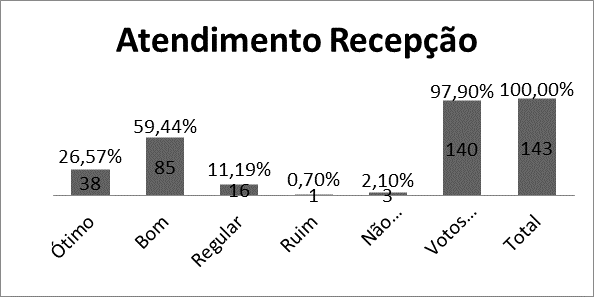 Atendimento Recepção
26,57% 59,44% 11,19% 0,70% 2,10% 97,90% 100,00%
38 85 16 1 3 140 143
Ótimo Bom Regular Ruim Não... Votos... Total